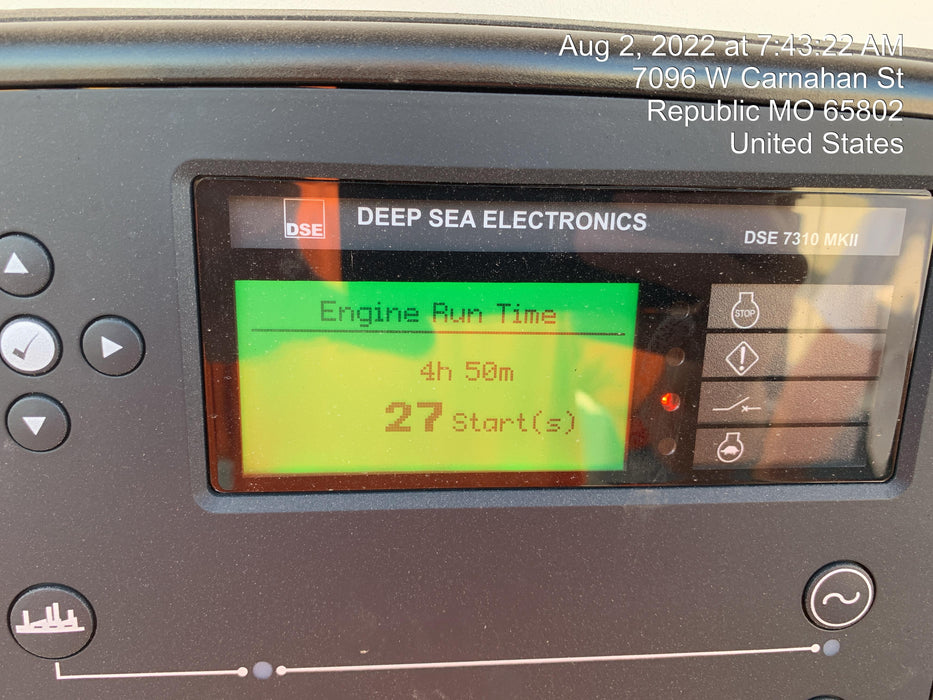 Aug 2, 2022 at 7:43:22 AM
7096 W Carnahan St
Republic MO 65802
United States
DSE
DEEP SEA ELECTRONICS
DSE 7310 MKII
Engine Run Time
4h 50m
27 Start(s)
STOP